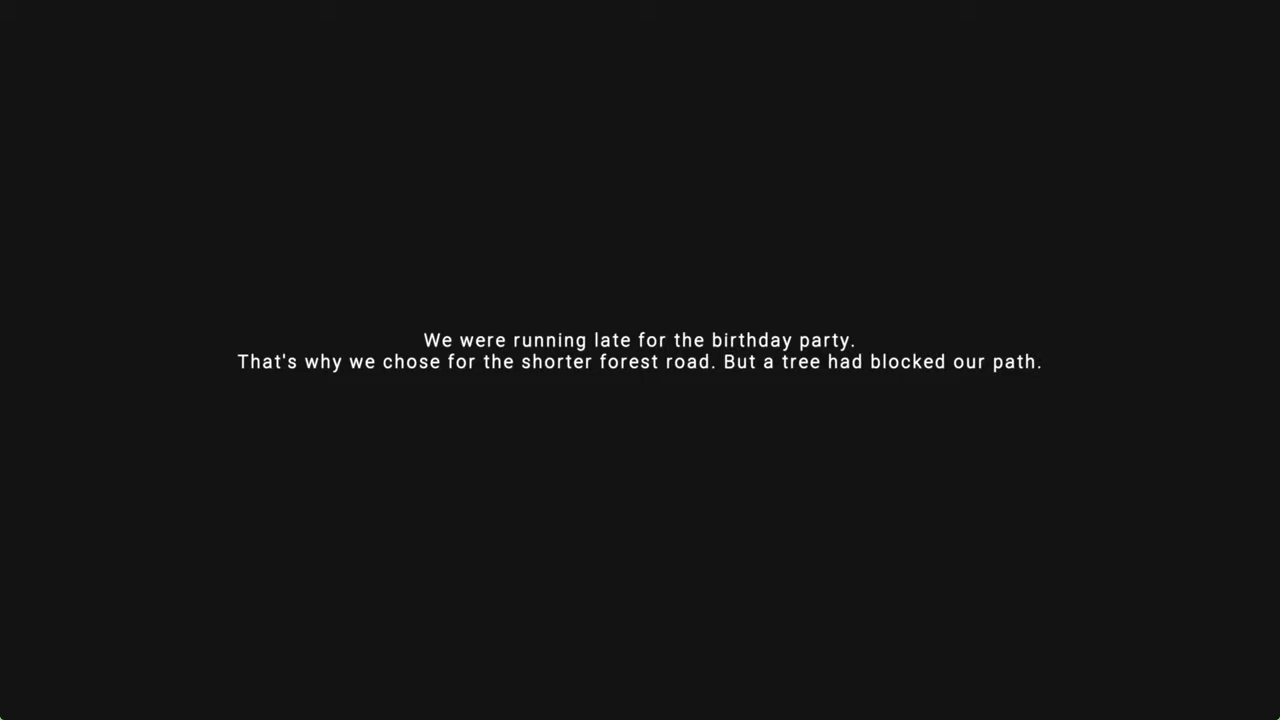 We were running late for the birthday party.
That's why we chose for the shorter forest road. But a tree had blocked our path.